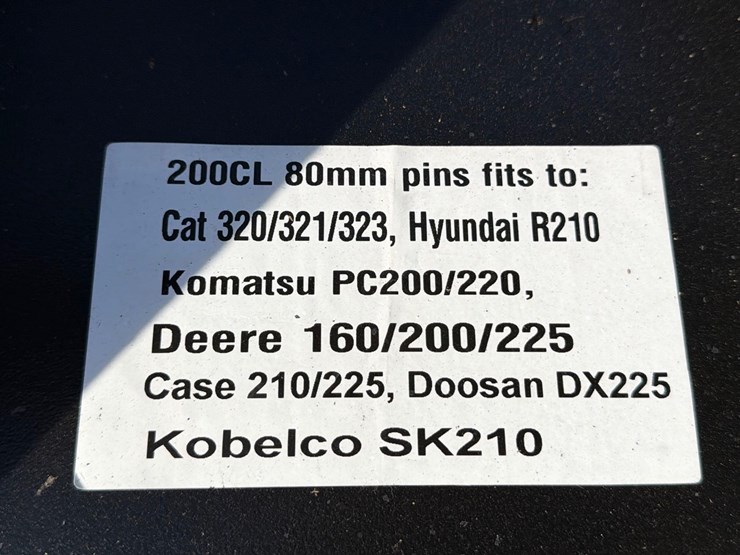 200CL 80mm pins fits to:
Cat 320/321/323, Hyundai R210
Komatsu PC200/220,
Deere 160/200/225
Case 210/225, Doosan DX225
Kobelco SK210